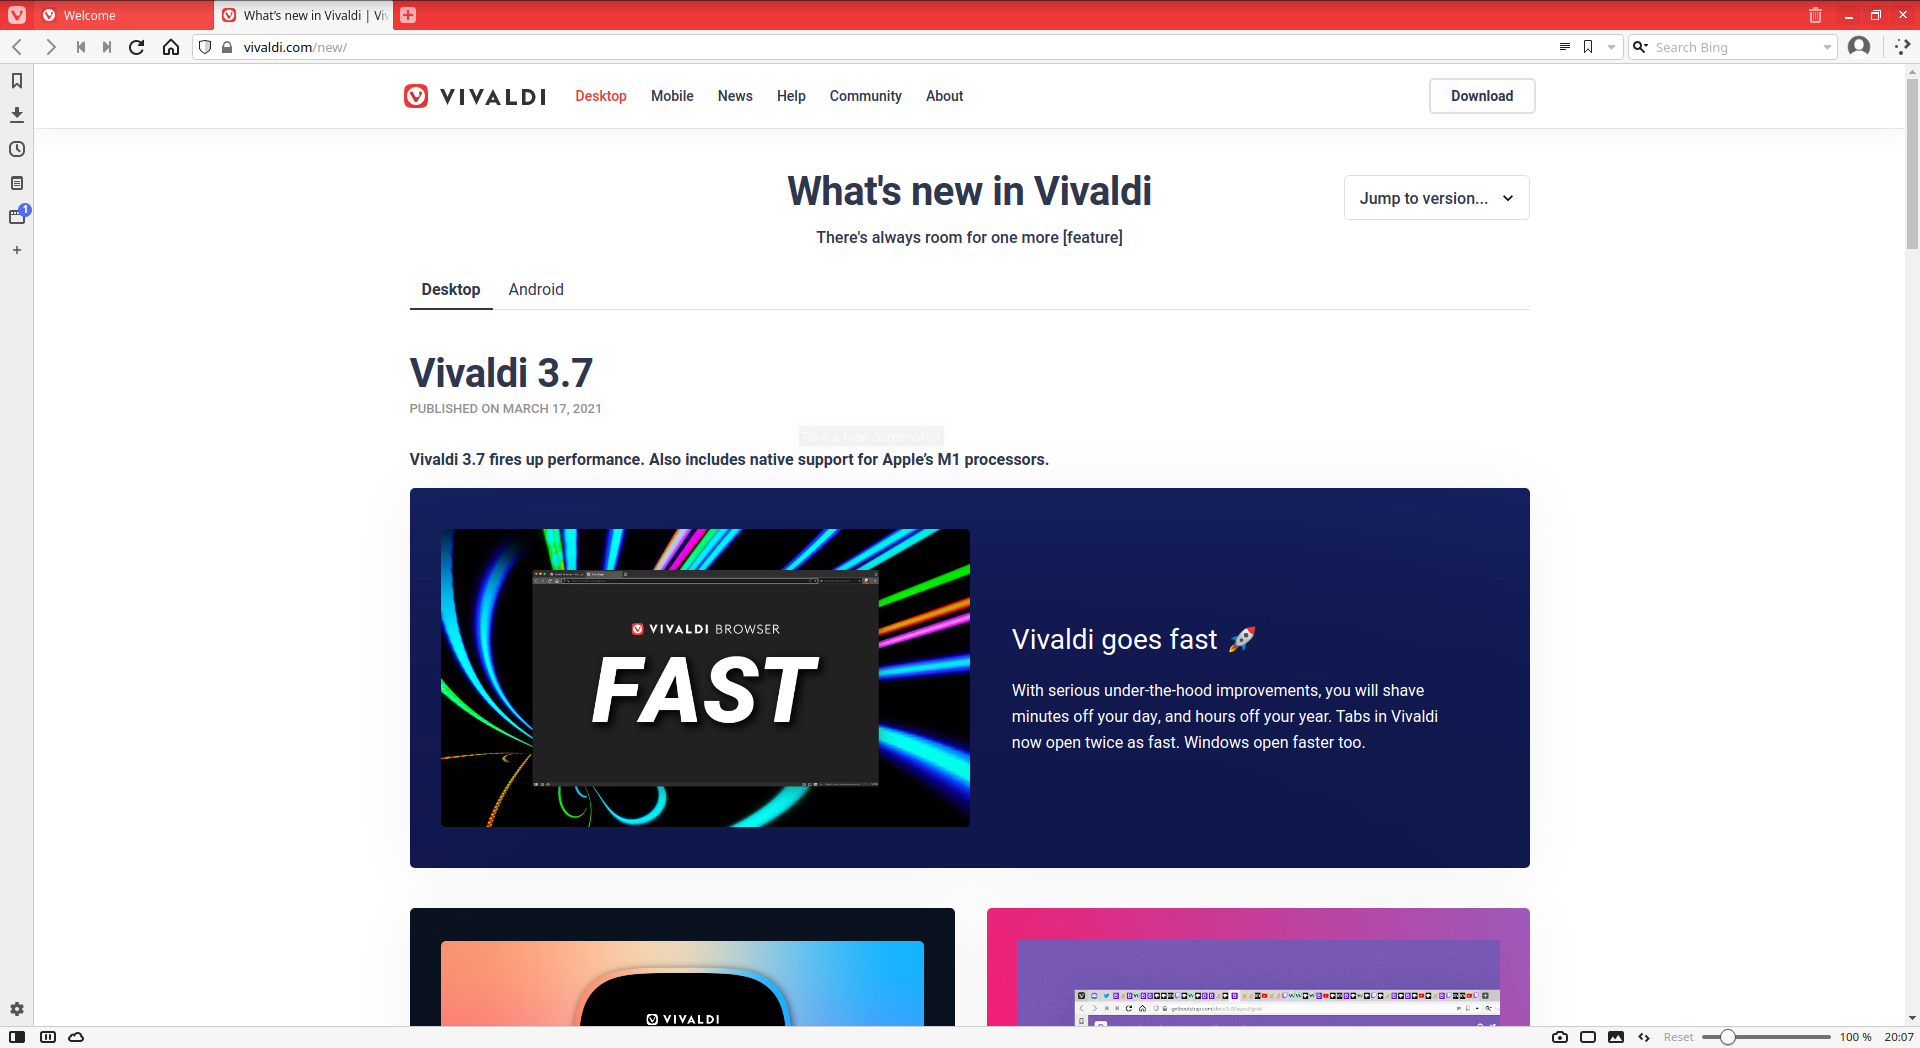 Welcome
What's new in Vivaldi | Viv
vivaldi.com/new/
Search Bing
VIVALDI
Desktop
Mobile
News
Help
Community
About
Download
What's new in Vivaldi
Jump to version...
There's always room for one more [feature]
1
Desktop
Android
Vivaldi 3.7
PUBLISHED ON MARCH 17, 2021
Take a New Screenshot
Vivaldi 3.7 fires up performance. Also includes native support for Apple’s M1 processors.
VIVALDI BROWSER
FAST
Vivaldi goes fast 🚀
With serious under-the-hood improvements, you will shave
minutes off your day, and hours off your year. Tabs in Vivaldi
now open twice as fast. Windows open faster too.
VIVALDI
Reset
100 %
20:07